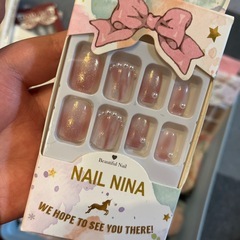 Beautiful Nail
NAIL NINA
WE HOPE TO SEE YOU THERE!